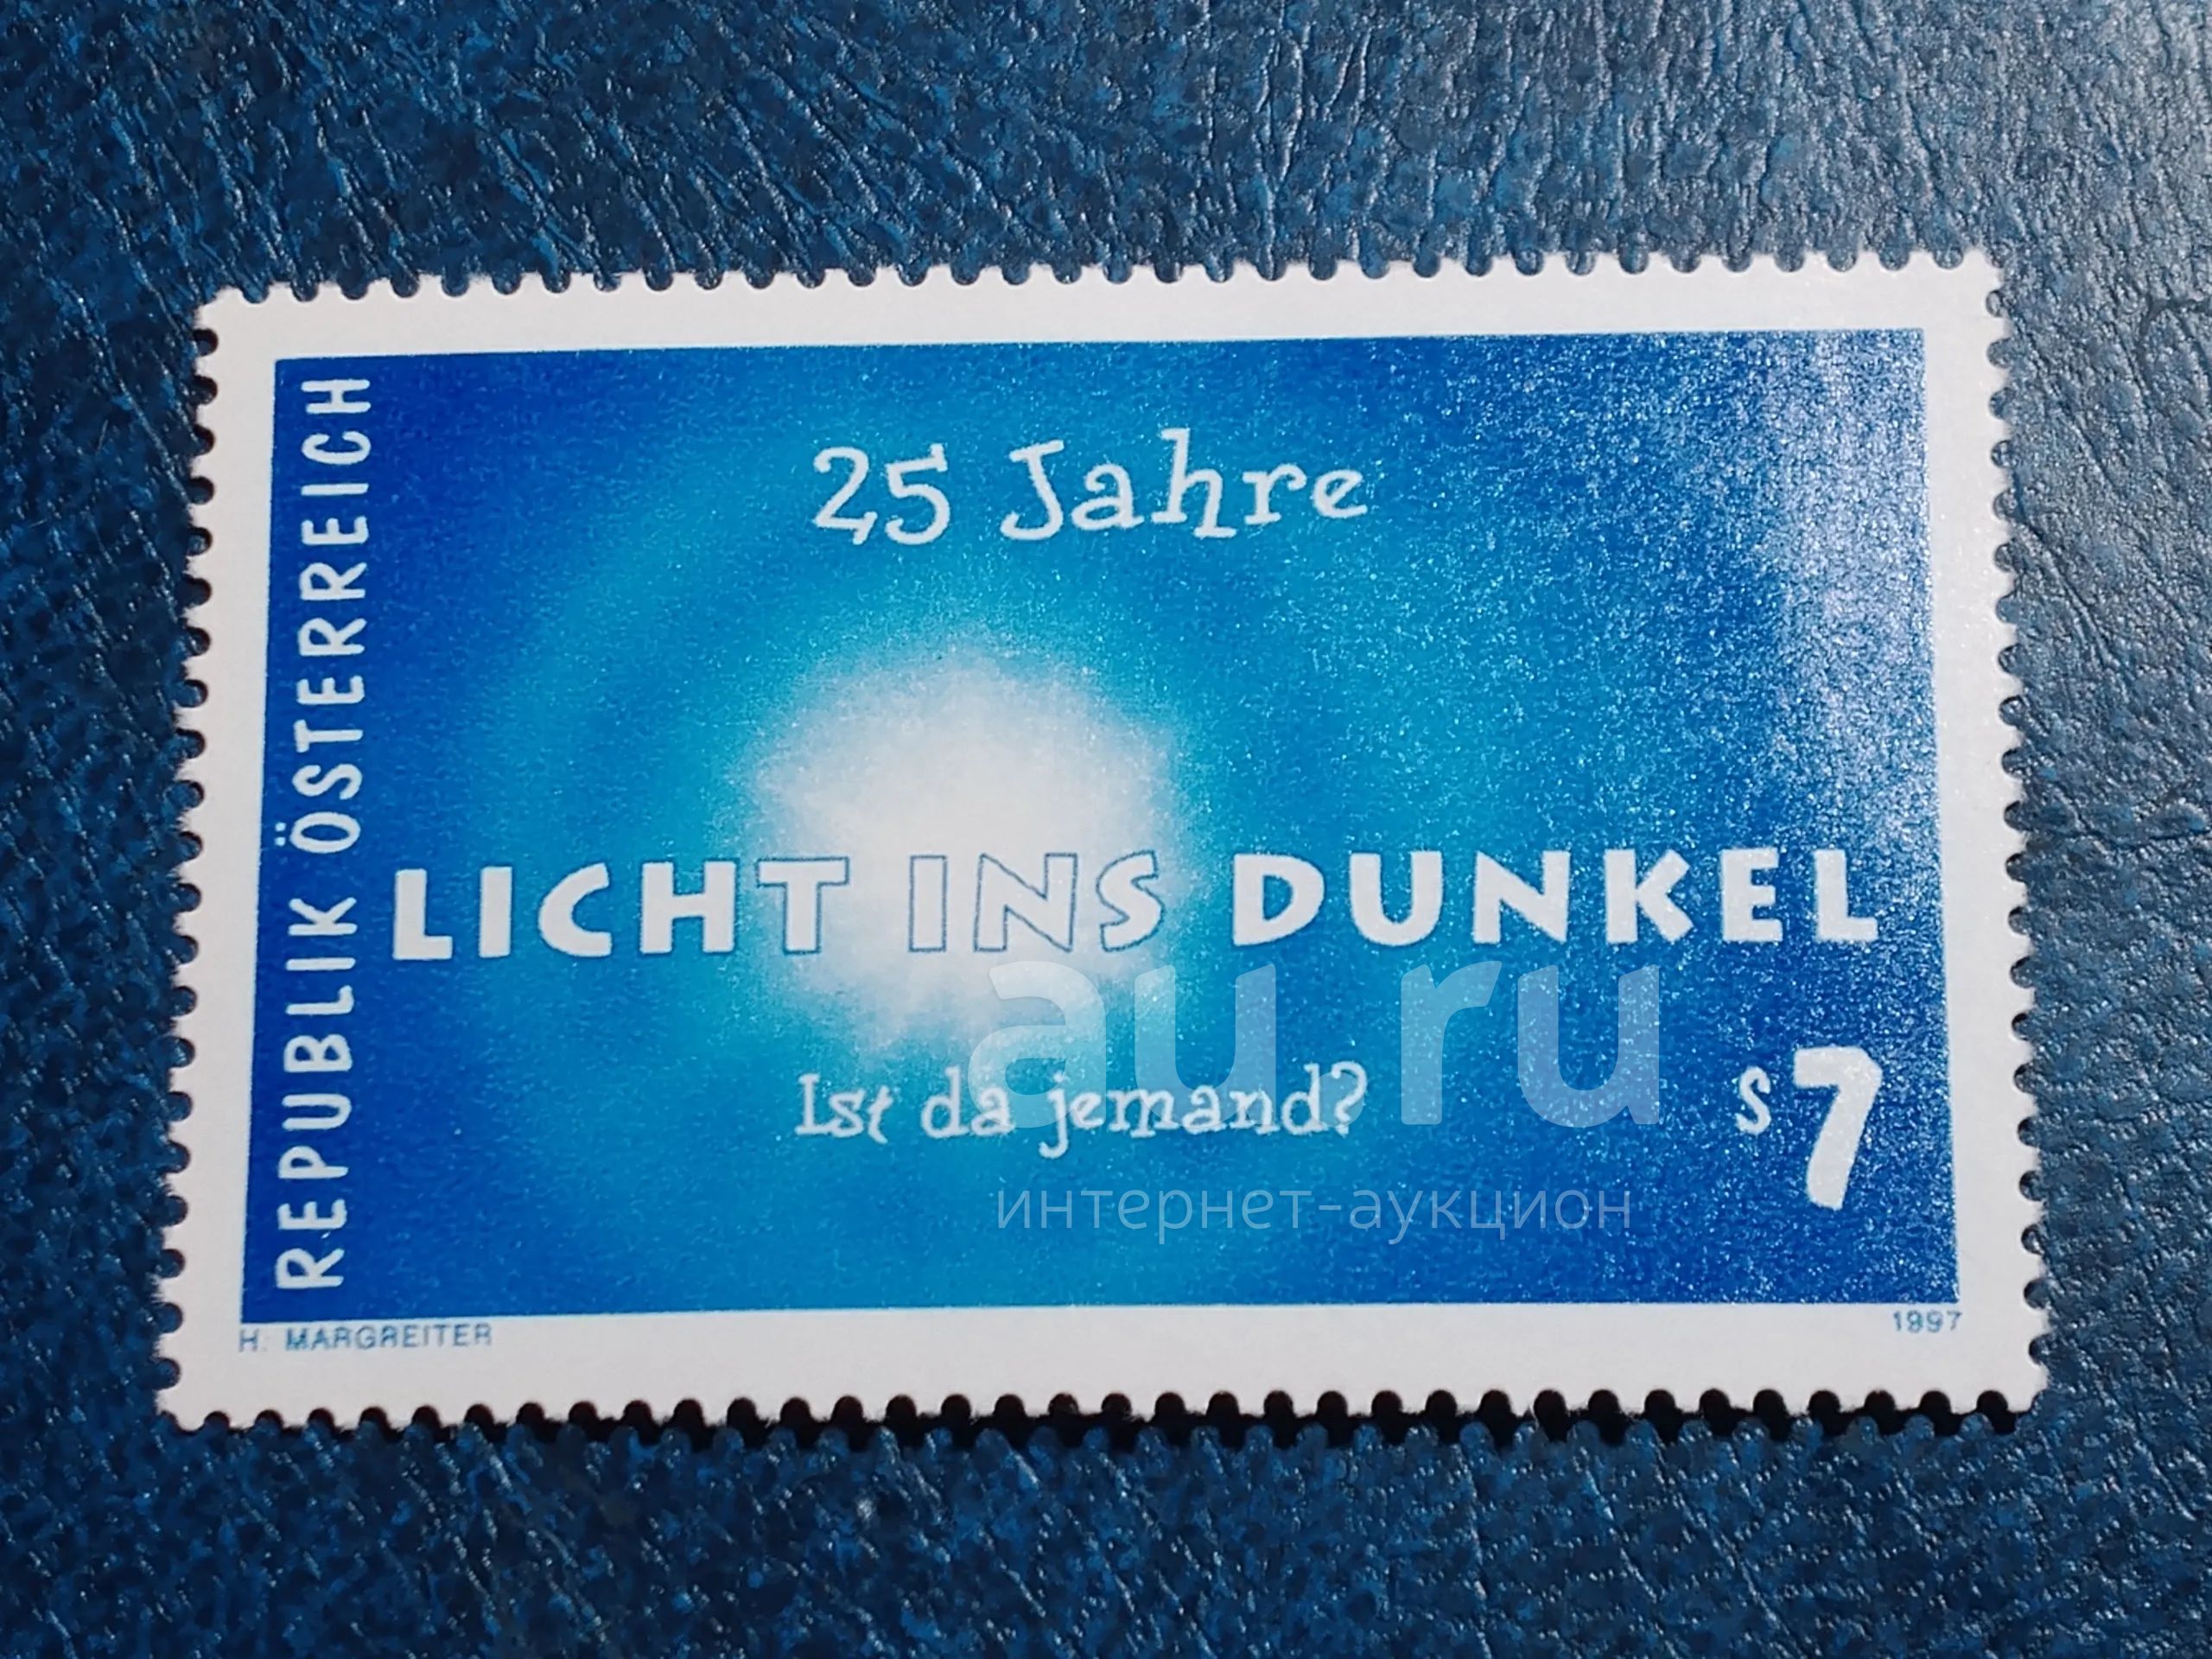 REPUBLIK ÖSTERREICH
25 Jahre
LICHT INS DUNKEL
Ist da jemand?
S 7
H. MARGREITER
1997
au.ru
интернет-аукцион